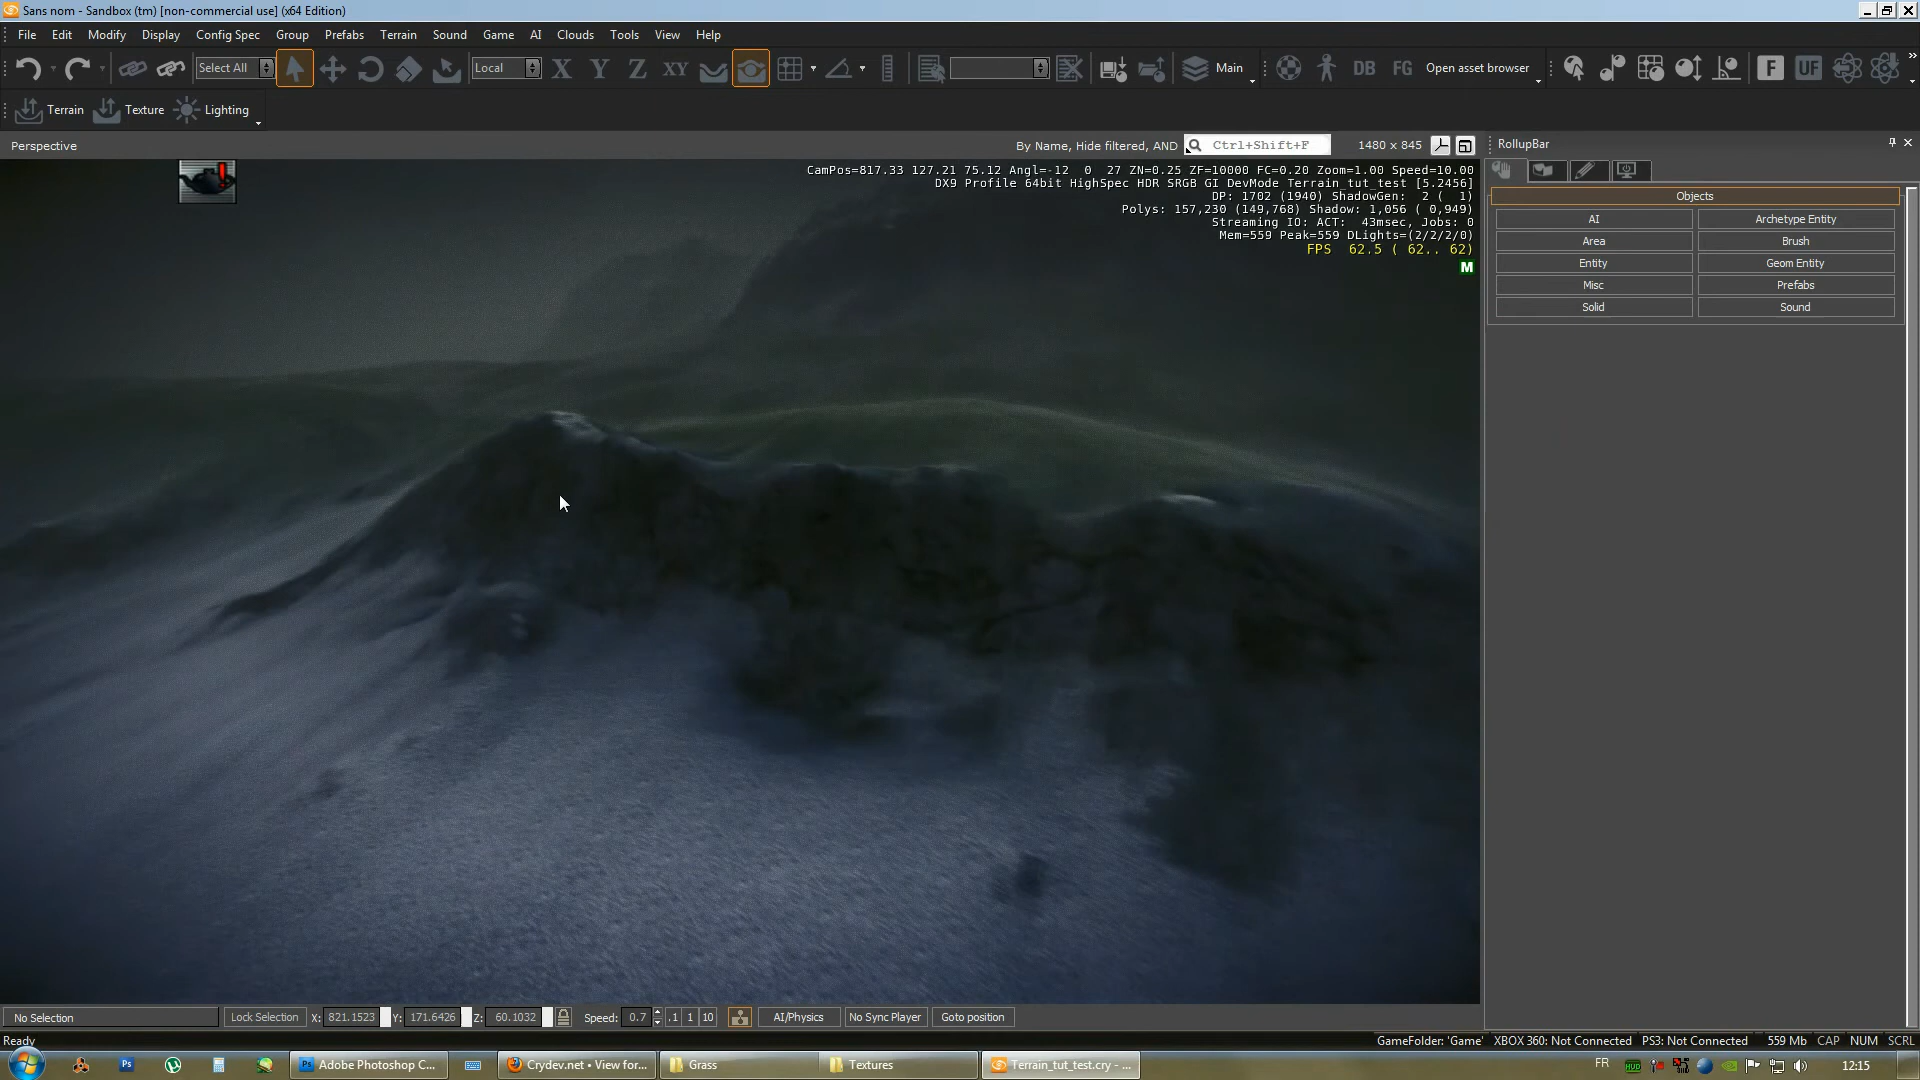 Sans nom - Sandbox (tm) [non-commercial use] (x64 Edition)
File Edit Modify Display Config Spec Group Prefabs Terrain Sound Game AI Clouds Tools View Help
Select All Local X Y Z XY Main DB FG Open asset browser F UF
Terrain Texture Lighting
Perspective By Name, Hide filtered, AND Ctrl+Shift+F 1480 x 845 RollupBar
CamPos=817.33 127.21 75.12 Angl=-12 0 27 ZN=0.25 ZF=10000 FC=0.20 Zoom=1.00 Speed=10.00
DX9 Profile 64bit HighSpec HDR SRGB GI DevMode Terrain_tut_test [5.2456]
DP: 1702 (1940) ShadowGen: 2 ( 1)
Polys: 157,230 (149,768) Shadow: 1,056 ( 0,949)
Streaming IO: ACT: 43msec, Jobs: 0
Mem=559 Peak=559 DLights=(2/2/2/0)
FPS 62.5 ( 62.. 62)
M
Objects
AI Archetype Entity
Area Brush
Entity Geom Entity
Misc Prefabs
Solid Sound
No Selection Lock Selection X: 821.1523 Y: 171.6426 Z: 60.1032 Speed: 0.7 .1 1 10 AI/Physics No Sync Player Goto position
Ready GameFolder: 'Game' XBOX 360: Not Connected PS3: Not Connected 559 Mb CAP NUM SCRL
Ps Adobe Photoshop C... Crydev.net • View for... Grass Textures Terrain_tut_test.cry - ... FR 12:15